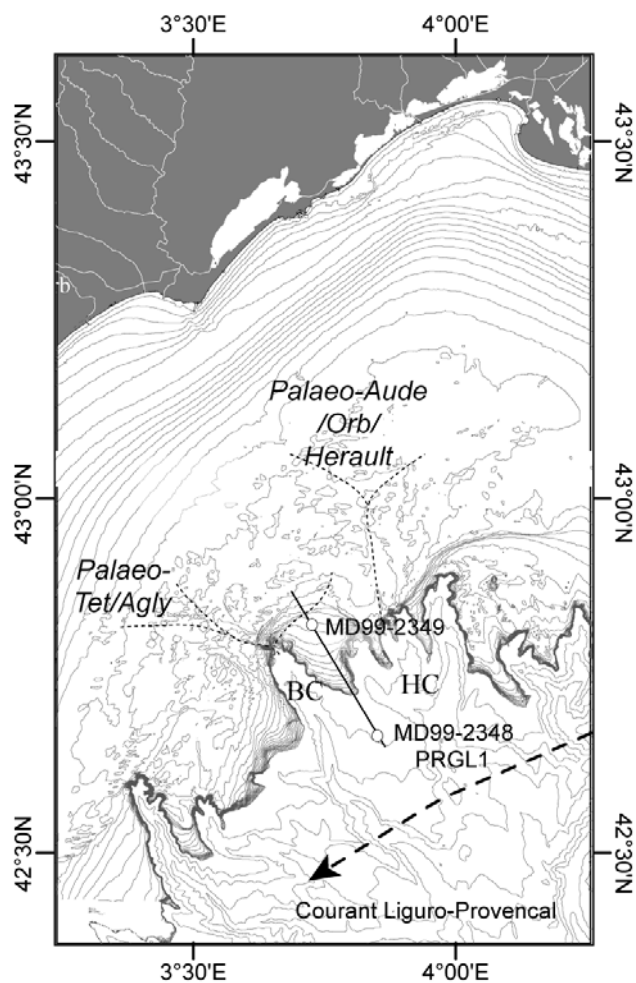 3°30'E
4°00'E
43°30'N
43°30'N
b
Palaeo-Aude
/Orb/
Herault
43°00'N
43°00'N
Palaeo-
Tet/Agly
MD99-2349
BC
HC
MD99-2348
PRGL1
42°30N
42°30'N
Courant Liguro-Provencal
3°30'E
4°00'E